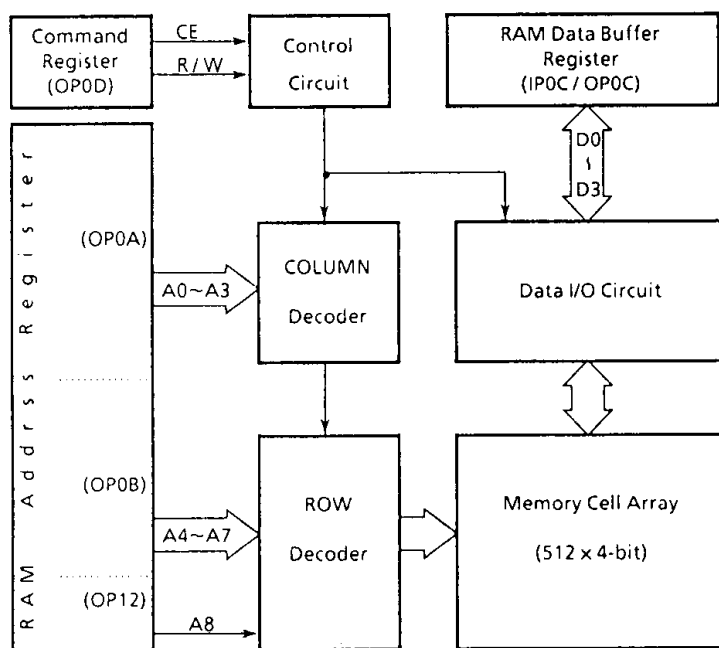 Command
Register
(OP0D)
CE
R / W
Control
Circuit
RAM Data Buffer
Register
(IP0C / OP0C)
D0
~
D3
RAM Address Register
(OP0A)
A0~A3
COLUMN
Decoder
Data I/O Circuit
(OP0B)
A4~A7
ROW
Decoder
Memory Cell Array
(512 x 4-bit)
(OP12)
A8